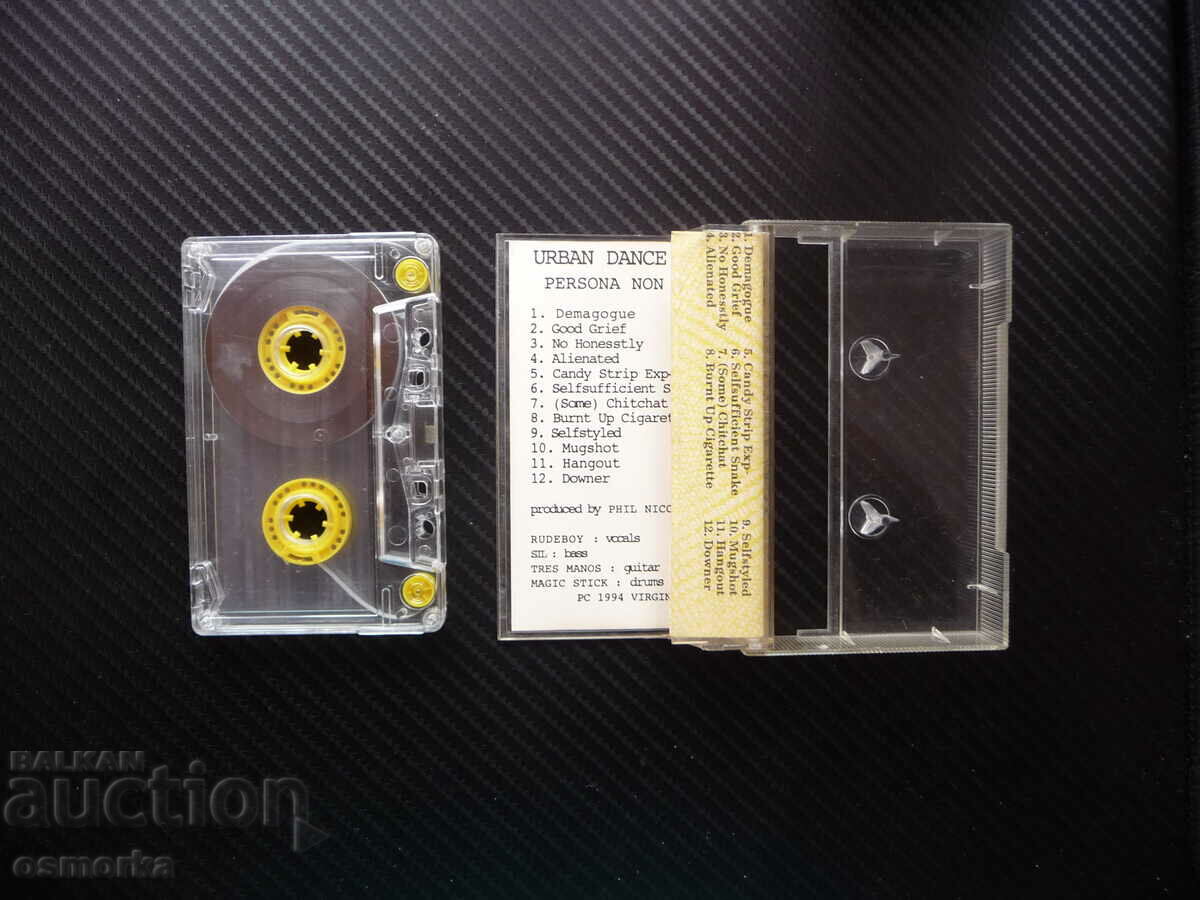 URBAN DANCE
PERSONA NON
1. Demagogue
2. Good Grief
3. No Honesstly
4. Alienated
5. Candy Strip Exp-
6. Selfsufficient S
7. (Some) Chitchat
8. Burnt Up Cigaret
9. Selfstyled
10. Mugshot
11. Hangout
12. Downer
produced by PHIL NICO
RUDEBOY : vocals
SIL : bass
TRES MANOS : guitar
MAGIC STICK : drums
PC 1994 VIRGIN
1. Demagogue
2. Good Grief
3. No Honesstly
4. Alienated
5. Candy Strip Exp-
6. Selfsufficient Snake
7. (Some) Chitchat
8. Burnt Up Cigarette
9. Selfstyled
10. Mugshot
11. Hangout
12. Downer
BALKAN
auction
osmorka